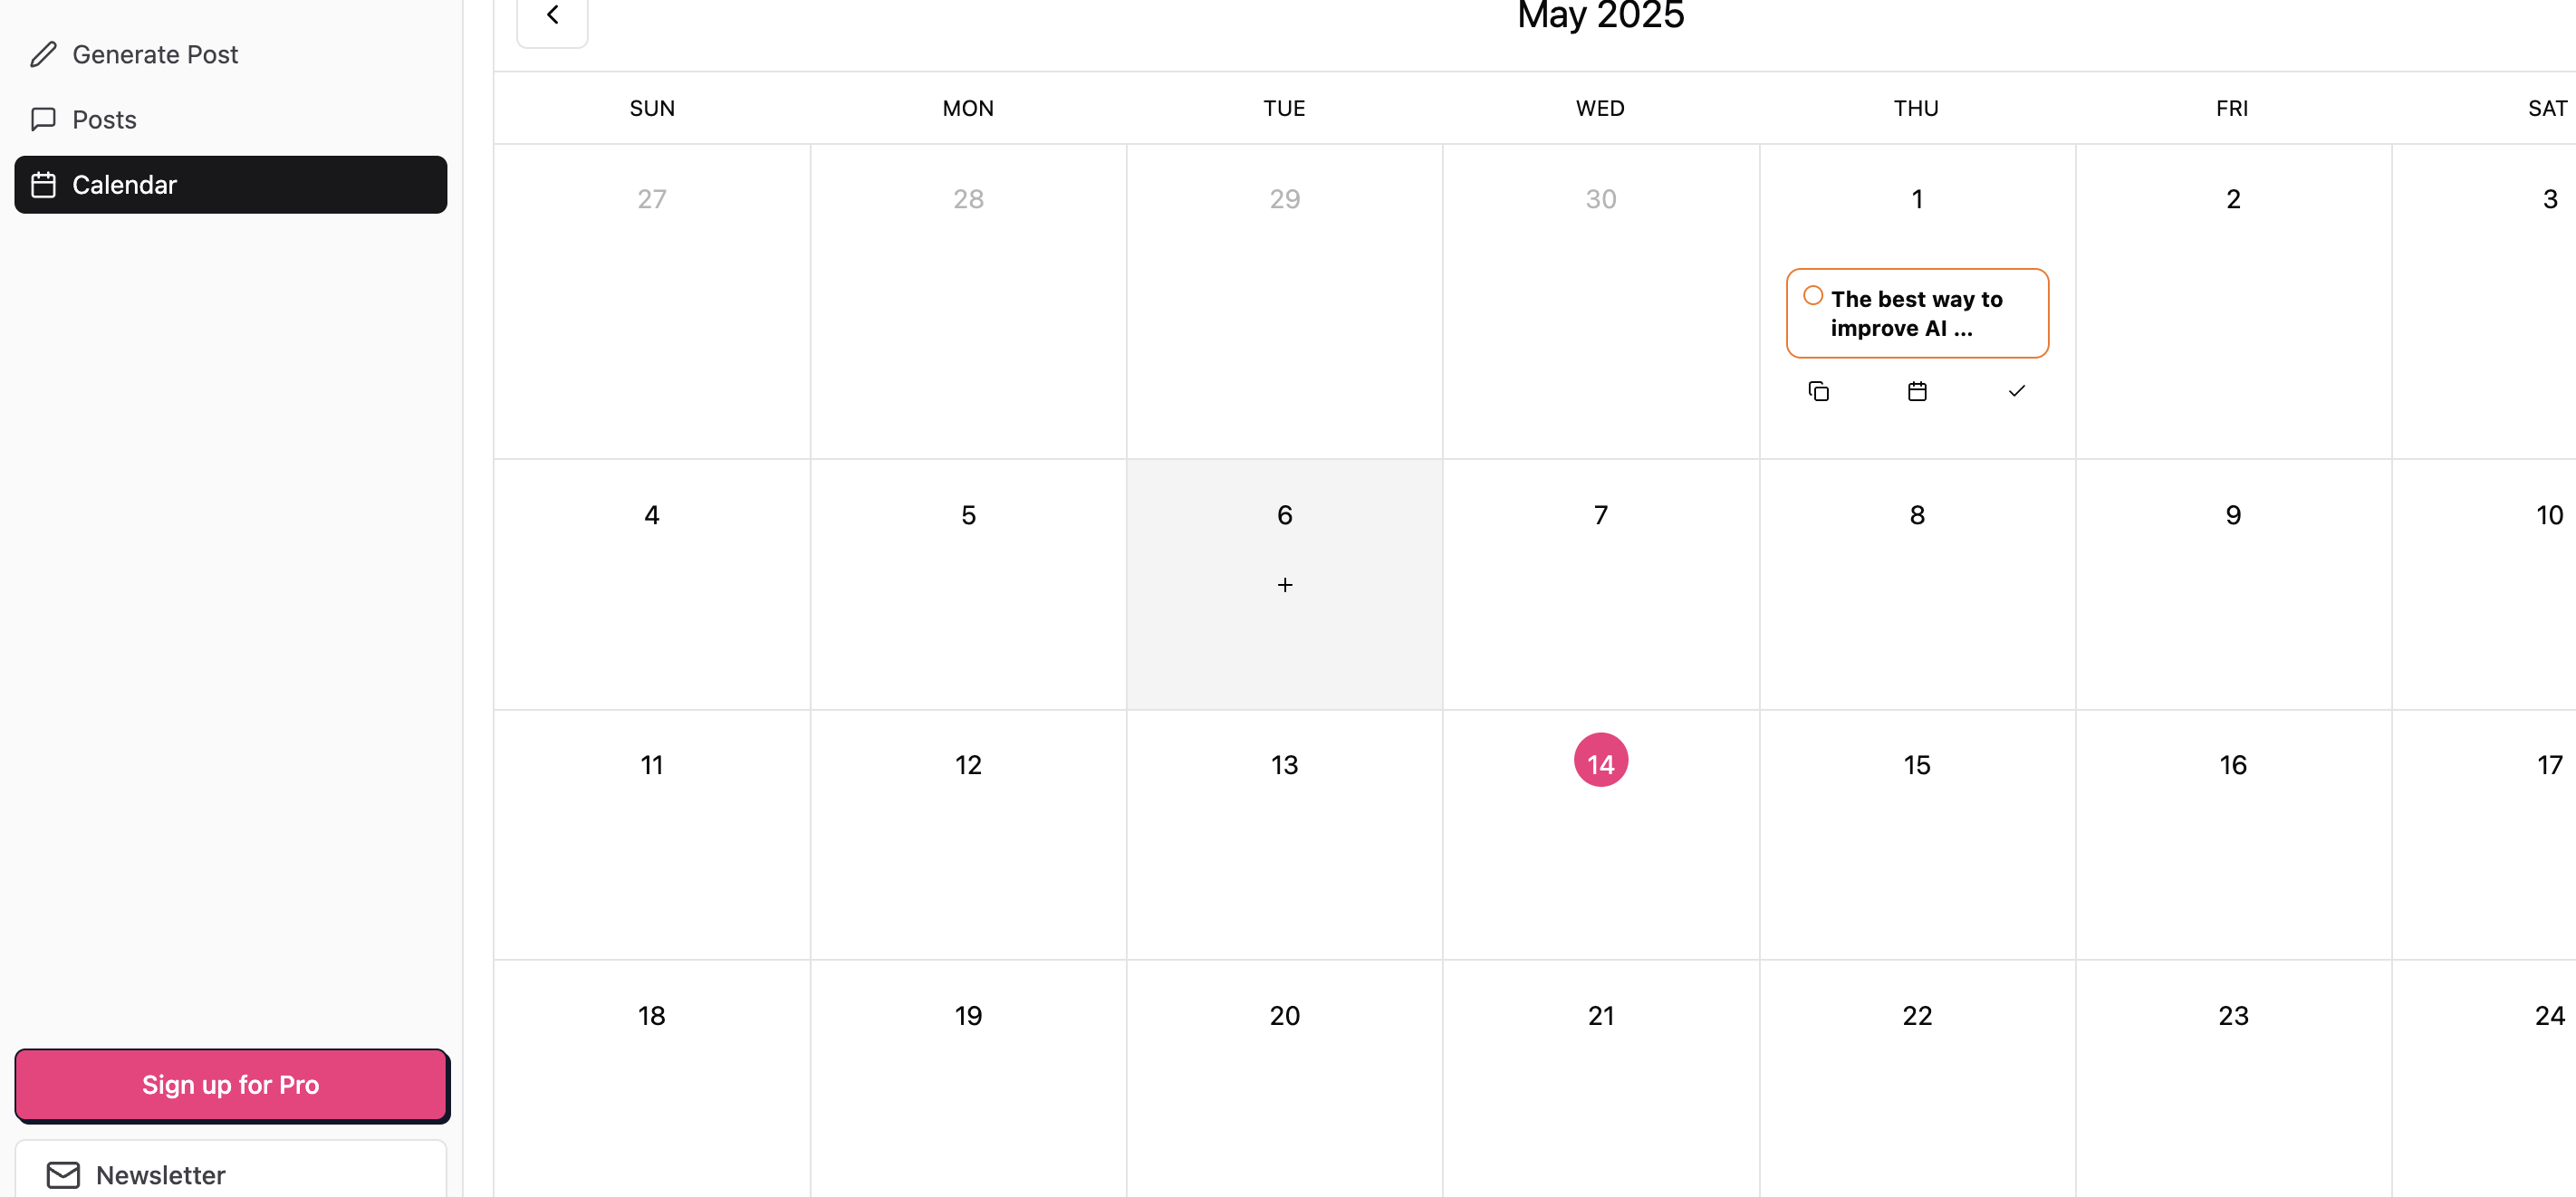 Generate Post
Posts
Calendar
Sign up for Pro
Newsletter
May 2025
SUN MON TUE WED THU FRI SAT
27 28 29 30 1 2 3
The best way to
improve AI ...
4 5 6 7 8 9 10
+
11 12 13 14 15 16 17
18 19 20 21 22 23 24